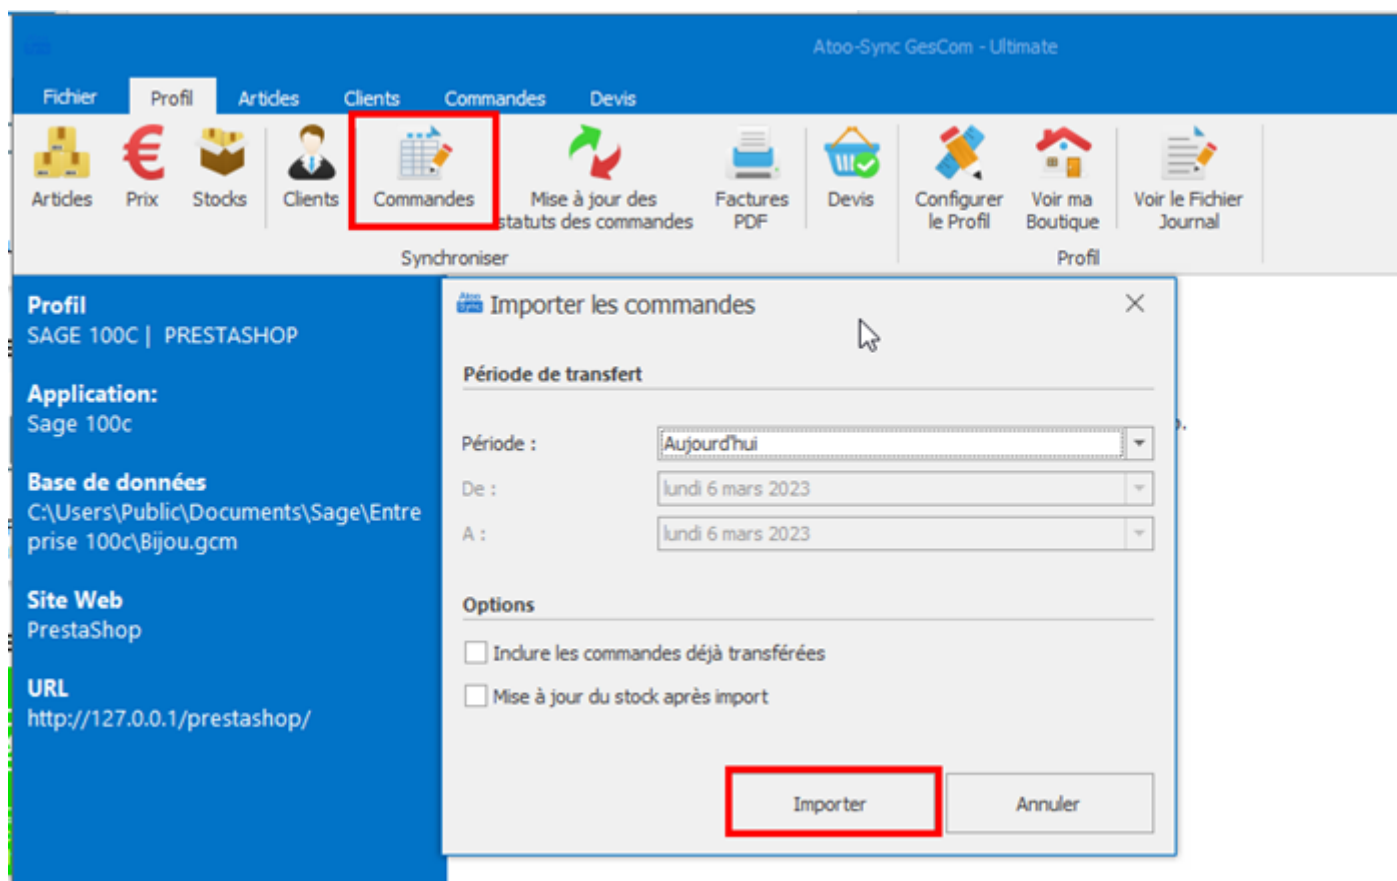 Atoo-Sync GesCom - Ultimate
Fichier Profil Articles Clients Commandes Devis
Articles Prix Stocks Clients Commandes Mise à jour des statuts des commandes Factures PDF Devis Configurer le Profil Voir ma Boutique Voir le Fichier Journal
Synchroniser Profil
Profil
SAGE 100C | PRESTASHOP
Application:
Sage 100c
Base de données
C:\Users\Public\Documents\Sage\Entre
prise 100c\Bijou.gcm
Site Web
PrestaShop
URL
http://127.0.0.1/prestashop/
Atoo Sync Importer les commandes
Période de transfert
Période : Aujourd'hui
De : lundi 6 mars 2023
A : lundi 6 mars 2023
Options
Inclure les commandes déjà transférées
Mise à jour du stock après import
Importer Annuler